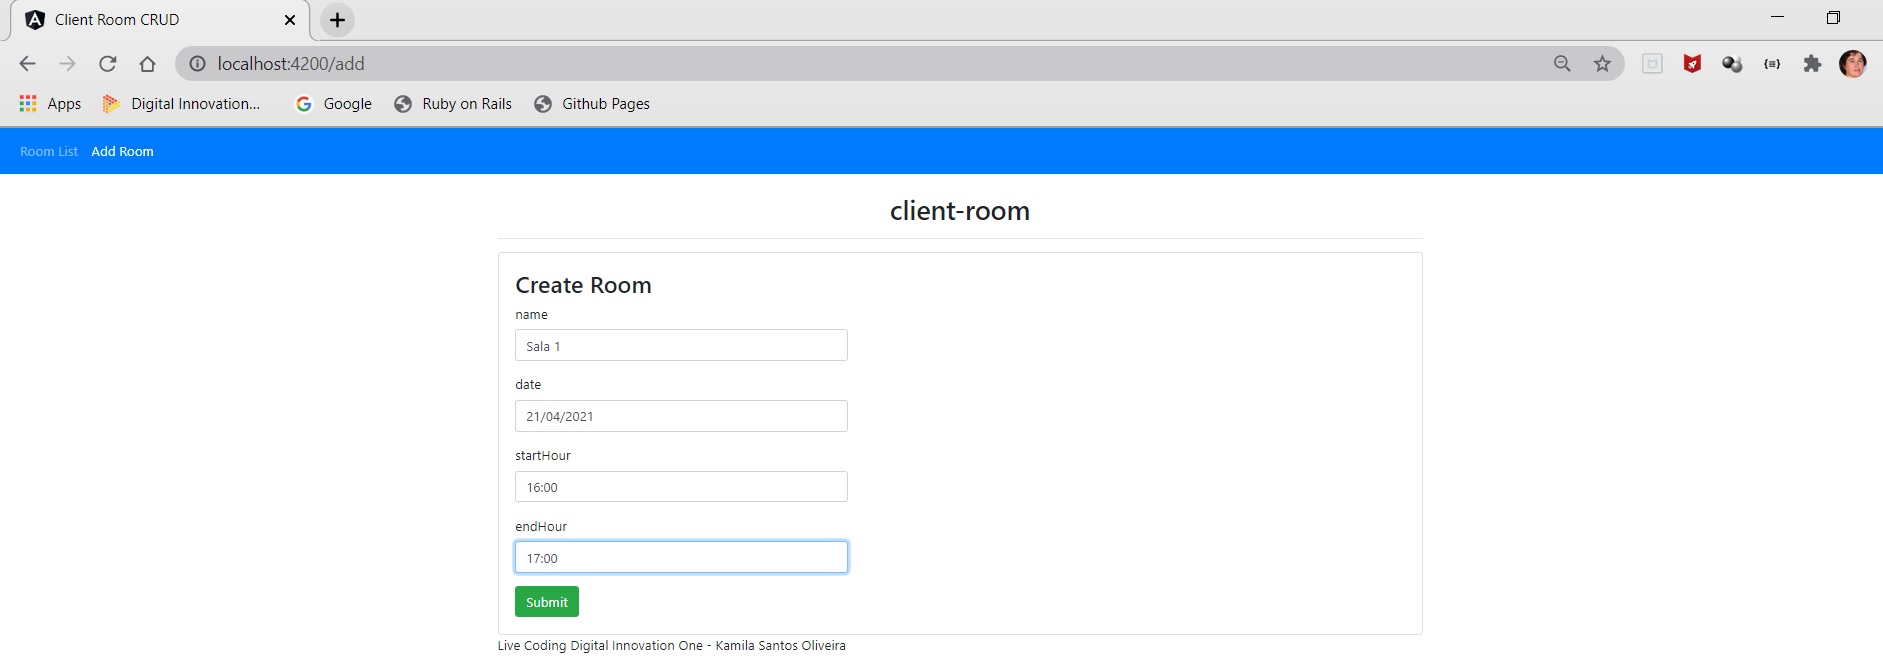 Client Room CRUD
localhost:4200/add
Apps Digital Innovation... Google Ruby on Rails Github Pages
Room List Add Room
client-room
Create Room
name
Sala 1
date
21/04/2021
startHour
16:00
endHour
17:00
Submit
Live Coding Digital Innovation One - Kamila Santos Oliveira